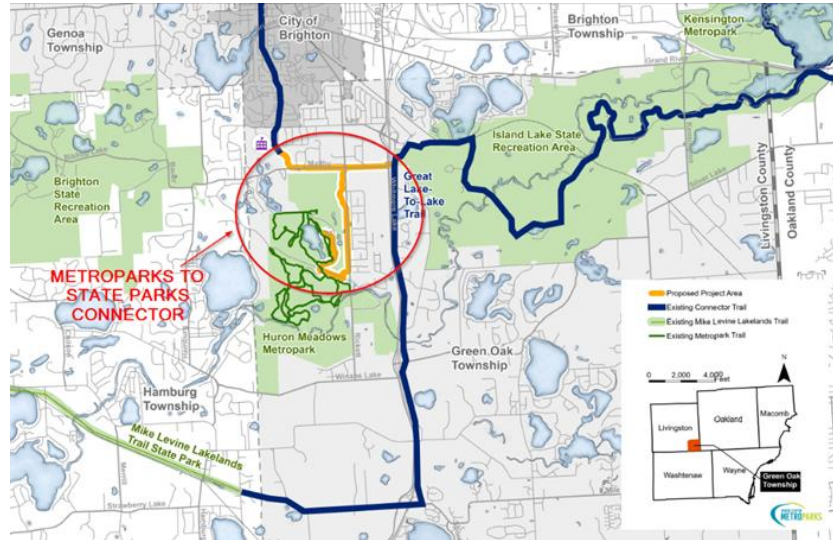 Genoa
Township
City of
Brighton
Brighton
Township
Kensington
Metropark
Grand River
Island Lake State
Recreation Area
Brighton
State
Recreation
Area
Great
Lake-
To-Lake
Trail
Livingston County
Oakland County
METROPARKS TO
STATE PARKS
CONNECTOR
Huron Meadows
Metropark
Rickett
Winans Lake
Green Oak
Township
Hamburg
Township
Mike Levine Lakelands
Trail State Park
Strawberry Lake
Proposed Project Area
Existing Connector Trail
Existing Mike Levine Lakelands Trail
Existing Metropark Trail
0 2,000 4,000
Feet
N
Livingston
Oakland
Macomb
Washtenaw
Wayne
Green Oak
Township
METROPARKS